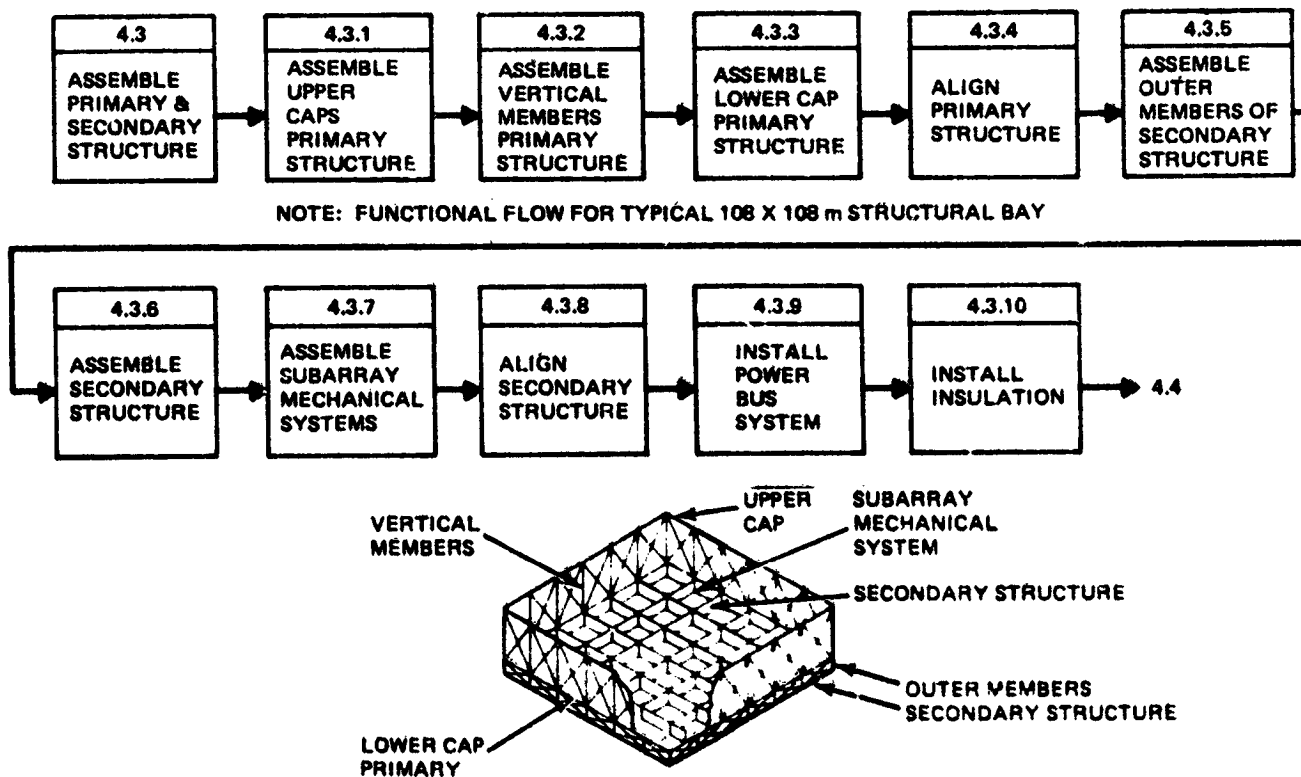 4.3
ASSEMBLE
PRIMARY &
SECONDARY
STRUCTURE
4.3.1
ASSEMBLE
UPPER
CAPS
PRIMARY
STRUCTURE
4.3.2
ASSEMBLE
VERTICAL
MEMBERS
PRIMARY
STRUCTURE
4.3.3
ASSEMBLE
LOWER CAP
PRIMARY
STRUCTURE
4.3.4
ALIGN
PRIMARY
STRUCTURE
4.3.5
ASSEMBLE
OUTER
MEMBERS OF
SECONDARY
STRUCTURE
NOTE: FUNCTIONAL FLOW FOR TYPICAL 108 X 108 m STRUCTURAL BAY
4.3.6
ASSEMBLE
SECONDARY
STRUCTURE
4.3.7
ASSEMBLE
SUBARRAY
MECHANICAL
SYSTEMS
4.3.8
ALIGN
SECONDARY
STRUCTURE
4.3.9
INSTALL
POWER
BUS
SYSTEM
4.3.10
INSTALL
INSULATION
4.4
VERTICAL
MEMBERS
UPPER
CAP
SUBARRAY
MECHANICAL
SYSTEM
SECONDARY STRUCTURE
OUTER MEMBERS
SECONDARY STRUCTURE
LOWER CAP
PRIMARY